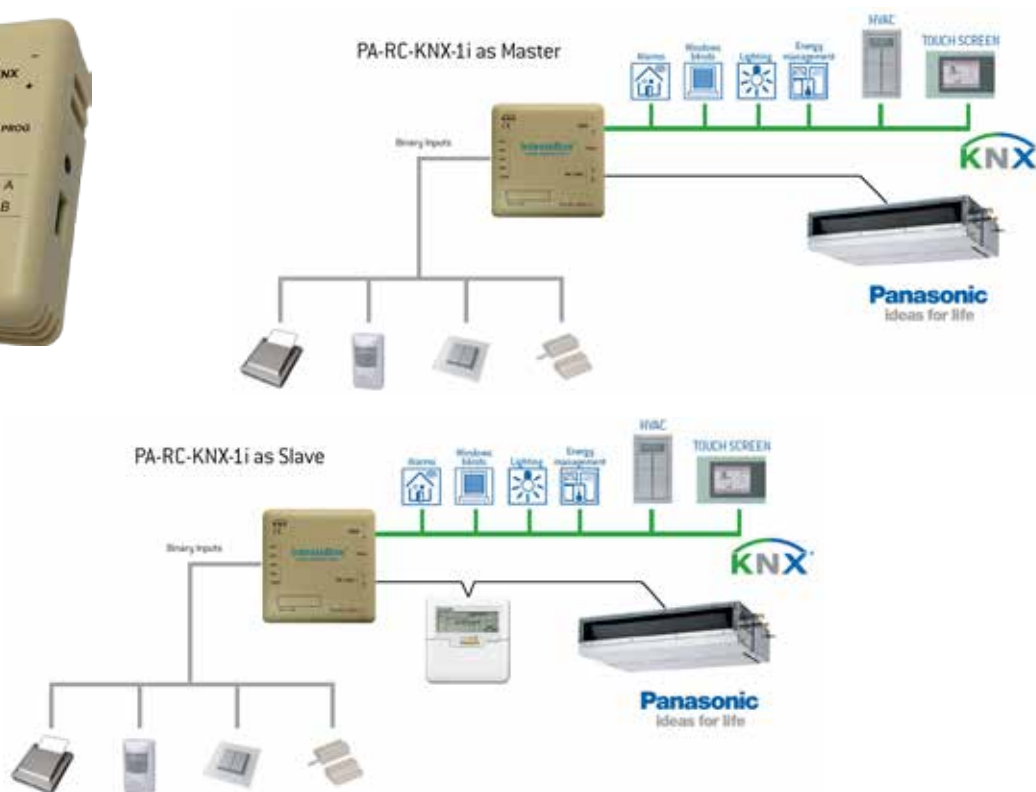 KNX
-
+
PROG
A
B
PA-RC-KNX-1i as Master
Alarms
Windows
blinds
Lighting
Energy
management
HVAC
TOUCH SCREEN
Binary Inputs
KNX
IntesisBox
KNX
Panasonic
ideas for life
PA-RC-KNX-1i as Slave
Alarms
Windows
blinds
Lighting
Energy
management
HVAC
TOUCH SCREEN
Binary Inputs
KNX
IntesisBox
KNX
Panasonic
ideas for life